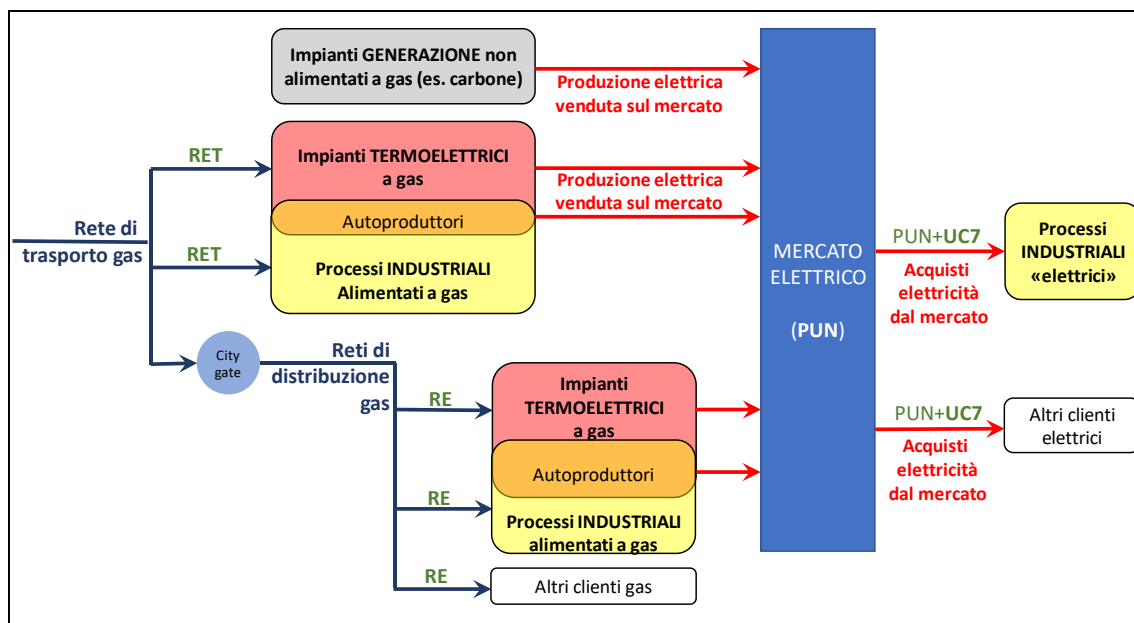 Impianti GENERAZIONE non
alimentati a gas (es. carbone)
Produzione elettrica
venduta sul mercato
RET
Impianti TERMOELETTRICI
a gas
Produzione elettrica
venduta sul mercato
Autoproduttori
Rete di
trasporto gas
RET
Processi INDUSTRIALI
Alimentati a gas
MERCATO
ELETTRICO
(PUN)
PUN+UC7
Acquisti
elettricità
dal mercato
Processi
INDUSTRIALI
«elettrici»
City
gate
Reti di
distribuzione
gas
RE
Impianti
TERMOELETTRICI
a gas
Autoproduttori
RE
Processi INDUSTRIALI
alimentati a gas
PUN+UC7
Acquisti
elettricità
dal mercato
Altri clienti
elettrici
RE
Altri clienti gas